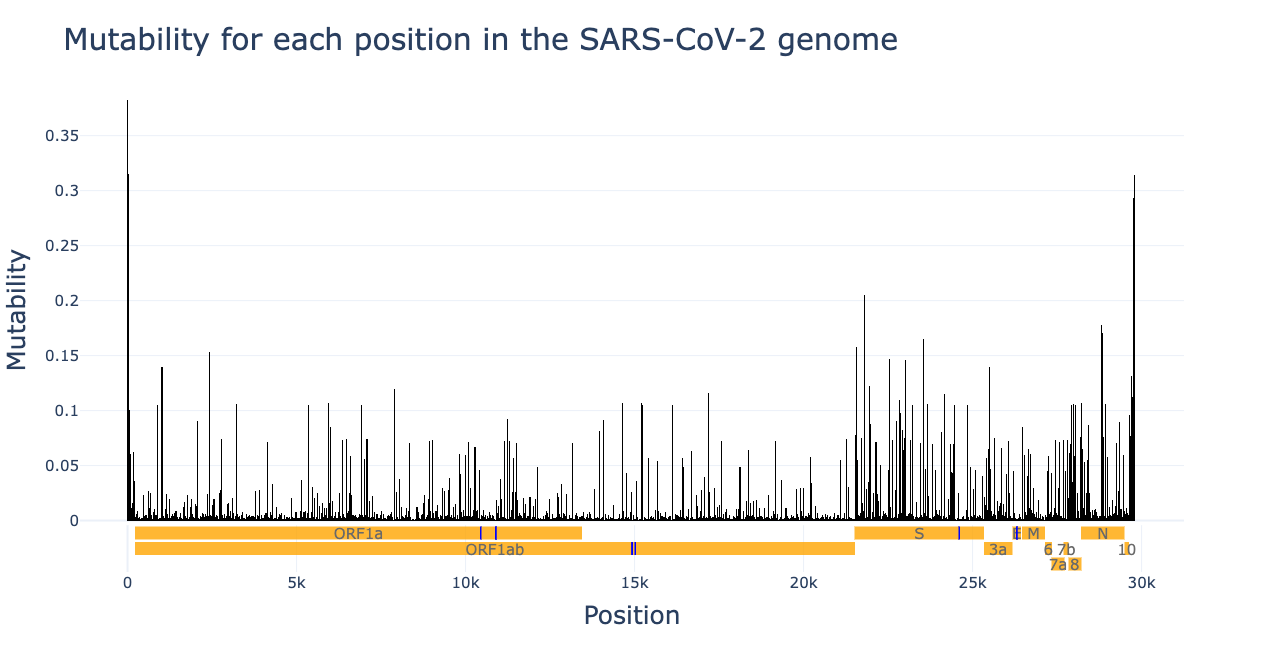 Mutability for each position in the SARS-CoV-2 genome
Mutability
0.35
0.3
0.25
0.2
0.15
0.1
0.05
0
ORF1a S E M N
ORF1ab 3a 6 7b 10
7a 8
0 5k 10k 15k 20k 25k 30k
Position